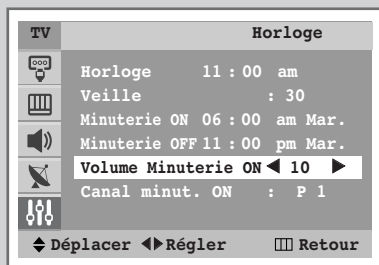 TV Horloge
Horloge 11 : 00 am
Veille : 30
Minuterie ON 06 : 00 am Mar.
Minuterie OFF 11 : 00 pm Mar.
Volume Minuterie ON ◀ 10 ▶
Canal minut. ON : P 1
Déplacer Régler Retour